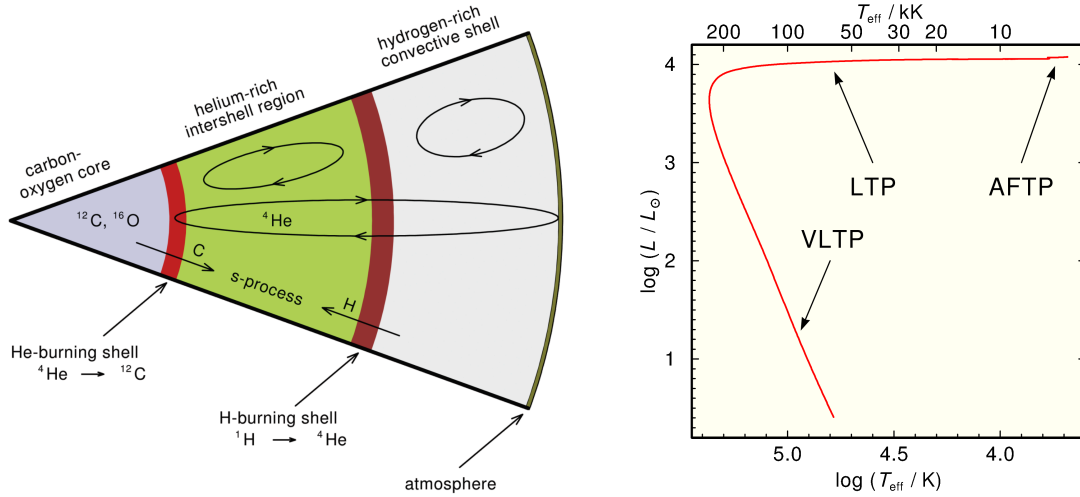 hydrogen-rich
convective shell
helium-rich
intershell region
carbon-
oxygen core
¹²C, ¹⁶O
⁴He
C
s-process
H
He-burning shell
⁴He → ¹²C
H-burning shell
¹H → ⁴He
atmosphere
T_eff / kK
200 100 50 30 20 10
log (L / L_⊙)
4
3
2
1
LTP
AFTP
VLTP
5.0 4.5 4.0
log (T_eff / K)